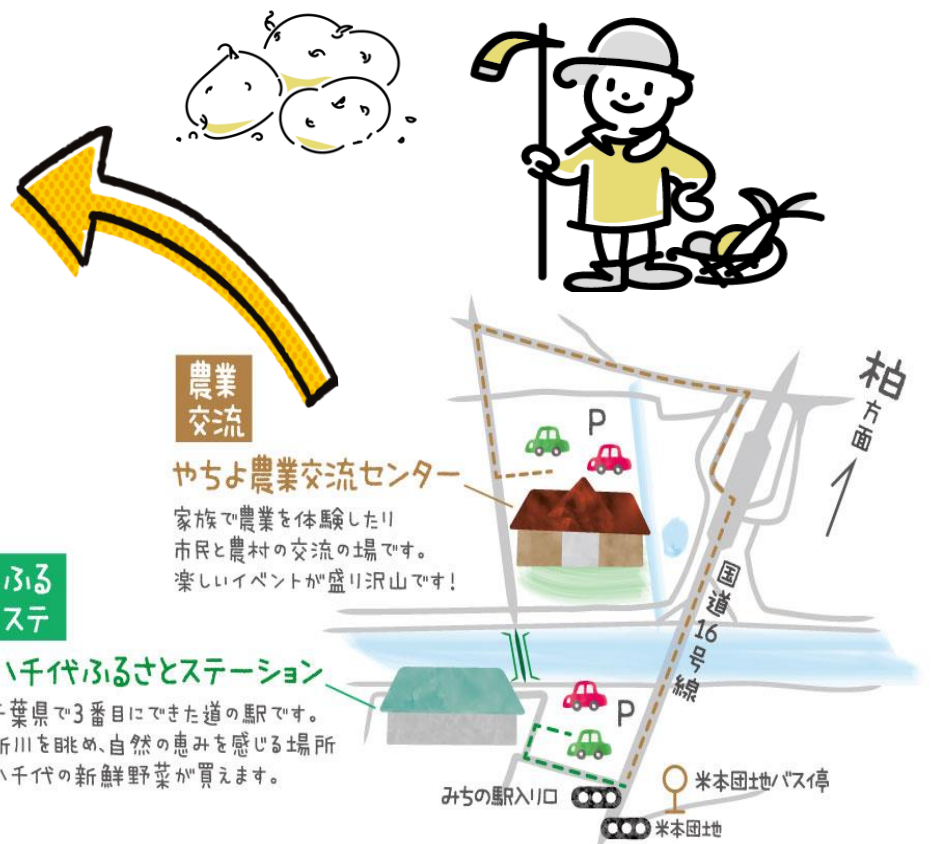 農業
交流
やちよ農業交流センター
家族で農業を体験したり
市民と農村の交流の場です。
楽しいイベントが盛り沢山です!
ふる
ステ
八千代ふるさとステーション
千葉県で3番目にできた道の駅です。
新川を眺め、自然の恵みを感じる場所
八千代の新鮮野菜が買えます。
P
柏方面
国道16号線
P
みちの駅入り口
米本団地バス停
米本団地